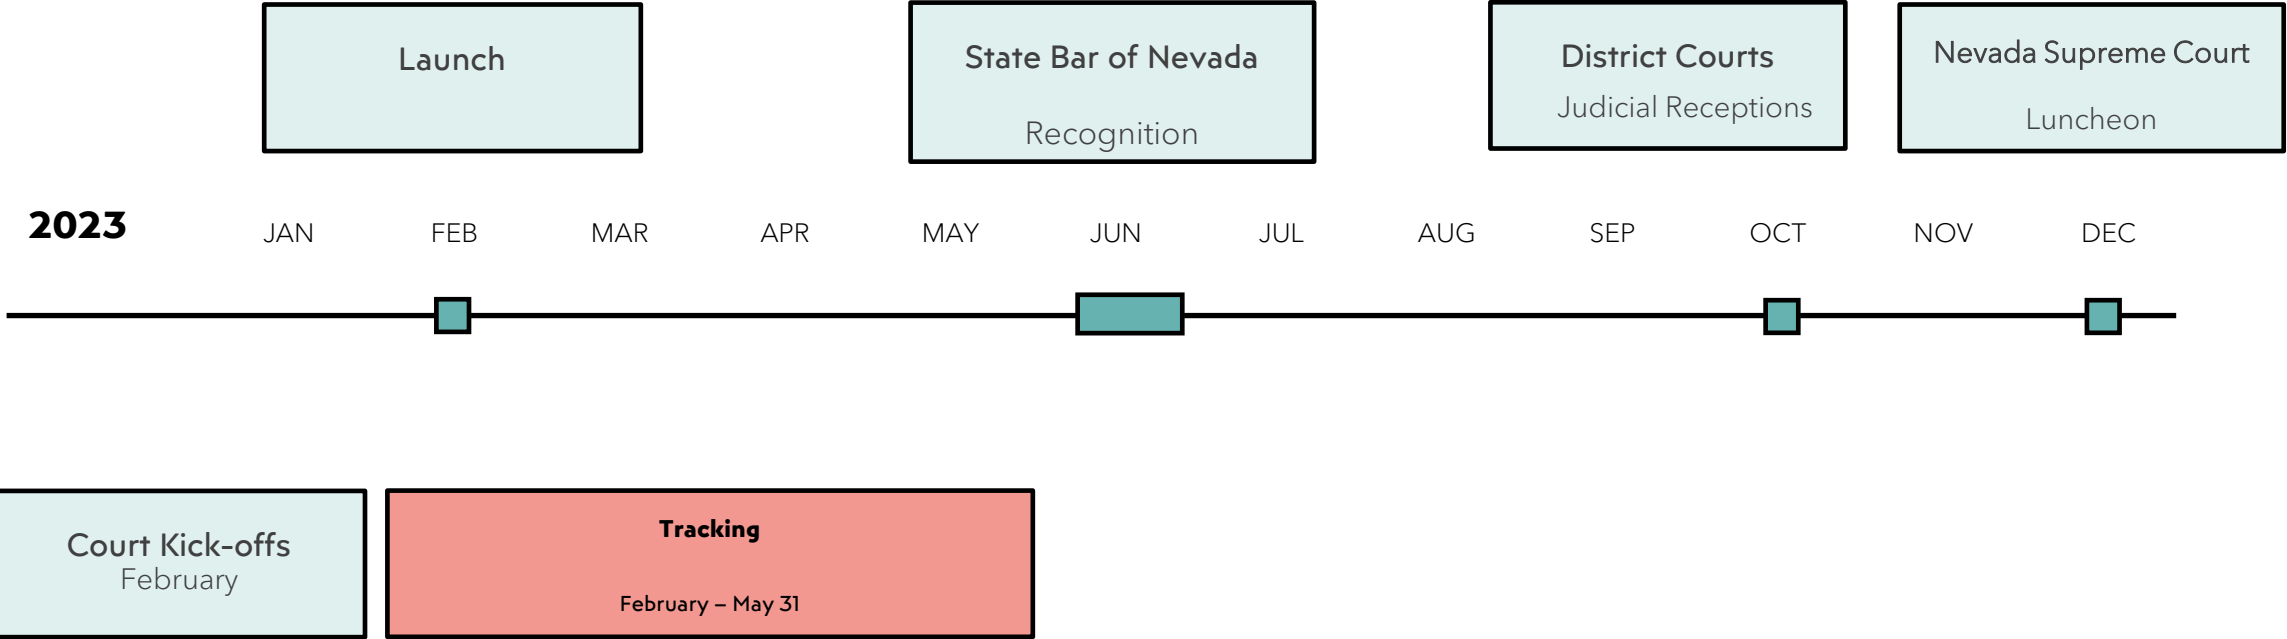 Launch
State Bar of Nevada
Recognition
District Courts
Judicial Receptions
Nevada Supreme Court
Luncheon
2023 JAN FEB MAR APR MAY JUN JUL AUG SEP OCT NOV DEC
Court Kick-offs
February
Tracking
February – May 31